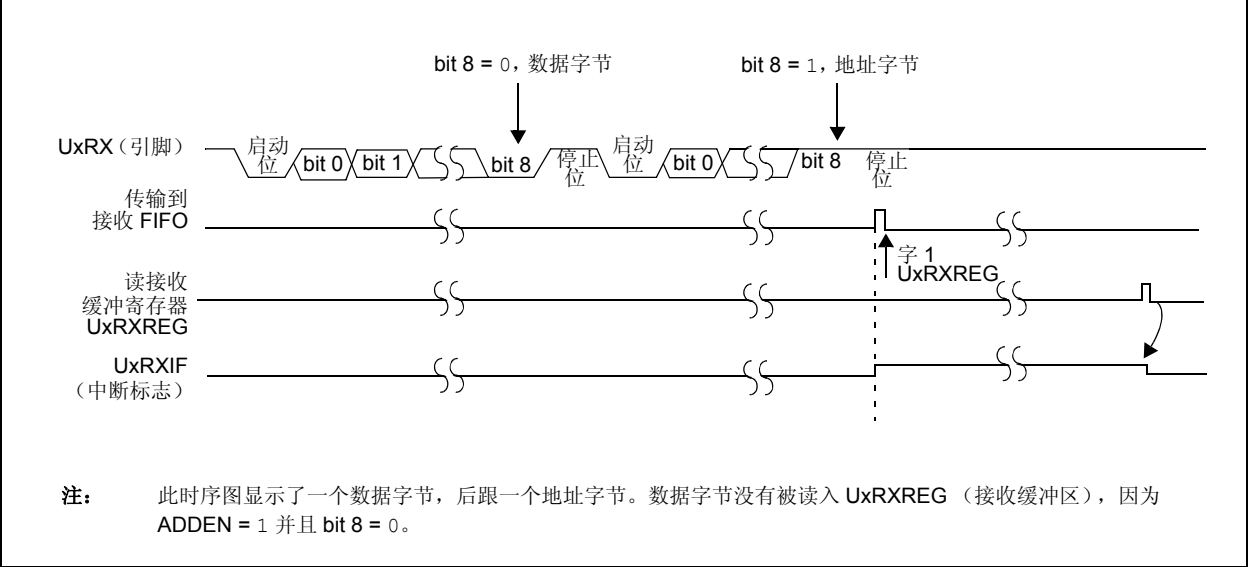 bit 8 = 0, 数据字节
bit 8 = 1, 地址字节
UxRX（引脚）
启动位
bit 0
bit 1
bit 8
停止位
启动位
bit 0
bit 8
停止位
传输到
接收 FIFO
字 1
UxRXREG
读接收
缓冲寄存器
UxRXREG
UxRXIF
（中断标志）
注： 此时序图显示了一个数据字节，后跟一个地址字节。数据字节没有被读入 UxRXREG （接收缓冲区），因为
ADDEN = 1 并且 bit 8 = 0。